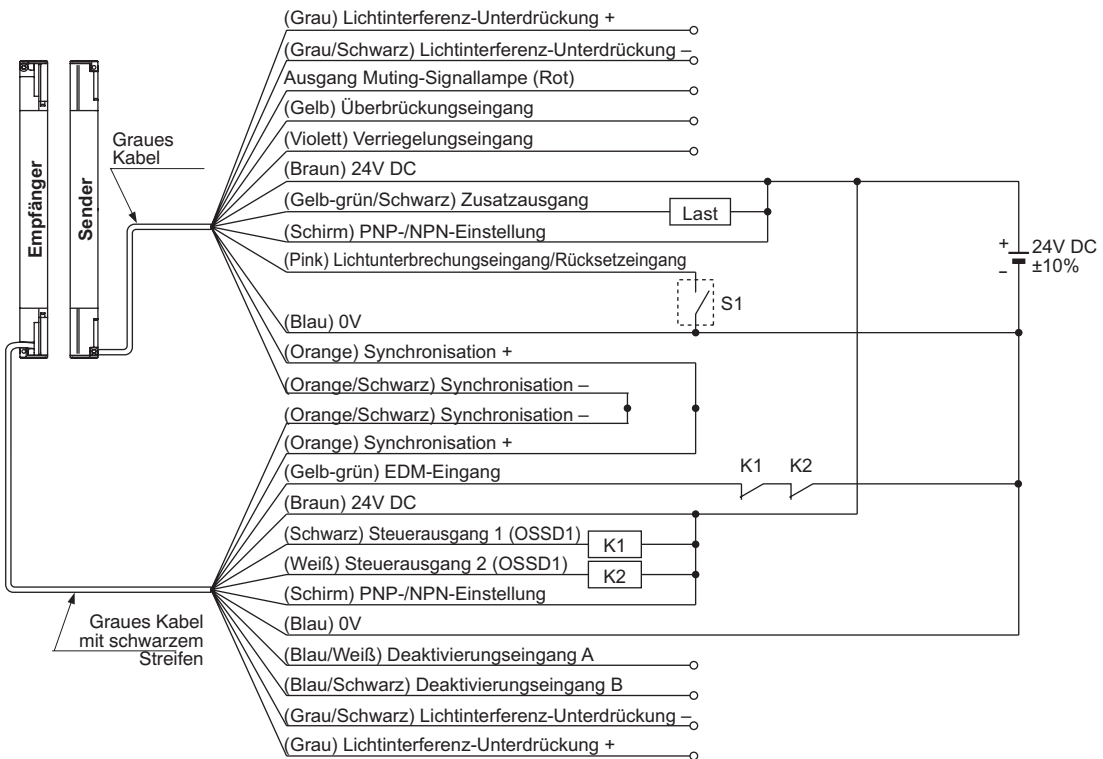 (Grau) Lichtinterferenz-Unterdrückung +
(Grau/Schwarz) Lichtinterferenz-Unterdrückung –
Ausgang Muting-Signallampe (Rot)
(Gelb) Überbrückungseingang
(Violett) Verriegelungseingang
(Braun) 24V DC
(Gelb-grün/Schwarz) Zusatzausgang
Last
(Schirm) PNP-/NPN-Einstellung
(Pink) Lichtunterbrechungseingang/Rücksetzeingang
S1
(Blau) 0V
(Orange) Synchronisation +
(Orange/Schwarz) Synchronisation –
(Orange/Schwarz) Synchronisation –
(Orange) Synchronisation +
(Gelb-grün) EDM-Eingang
K1 K2
(Braun) 24V DC
(Schwarz) Steuerausgang 1 (OSSD1)
K1
(Weiß) Steuerausgang 2 (OSSD1)
K2
(Schirm) PNP-/NPN-Einstellung
(Blau) 0V
(Blau/Weiß) Deaktivierungseingang A
(Blau/Schwarz) Deaktivierungseingang B
(Grau/Schwarz) Lichtinterferenz-Unterdrückung –
(Grau) Lichtinterferenz-Unterdrückung +
Empfänger
Sender
Graues
Kabel
Graues Kabel
mit schwarzem
Streifen
+
–
24V DC
±10%